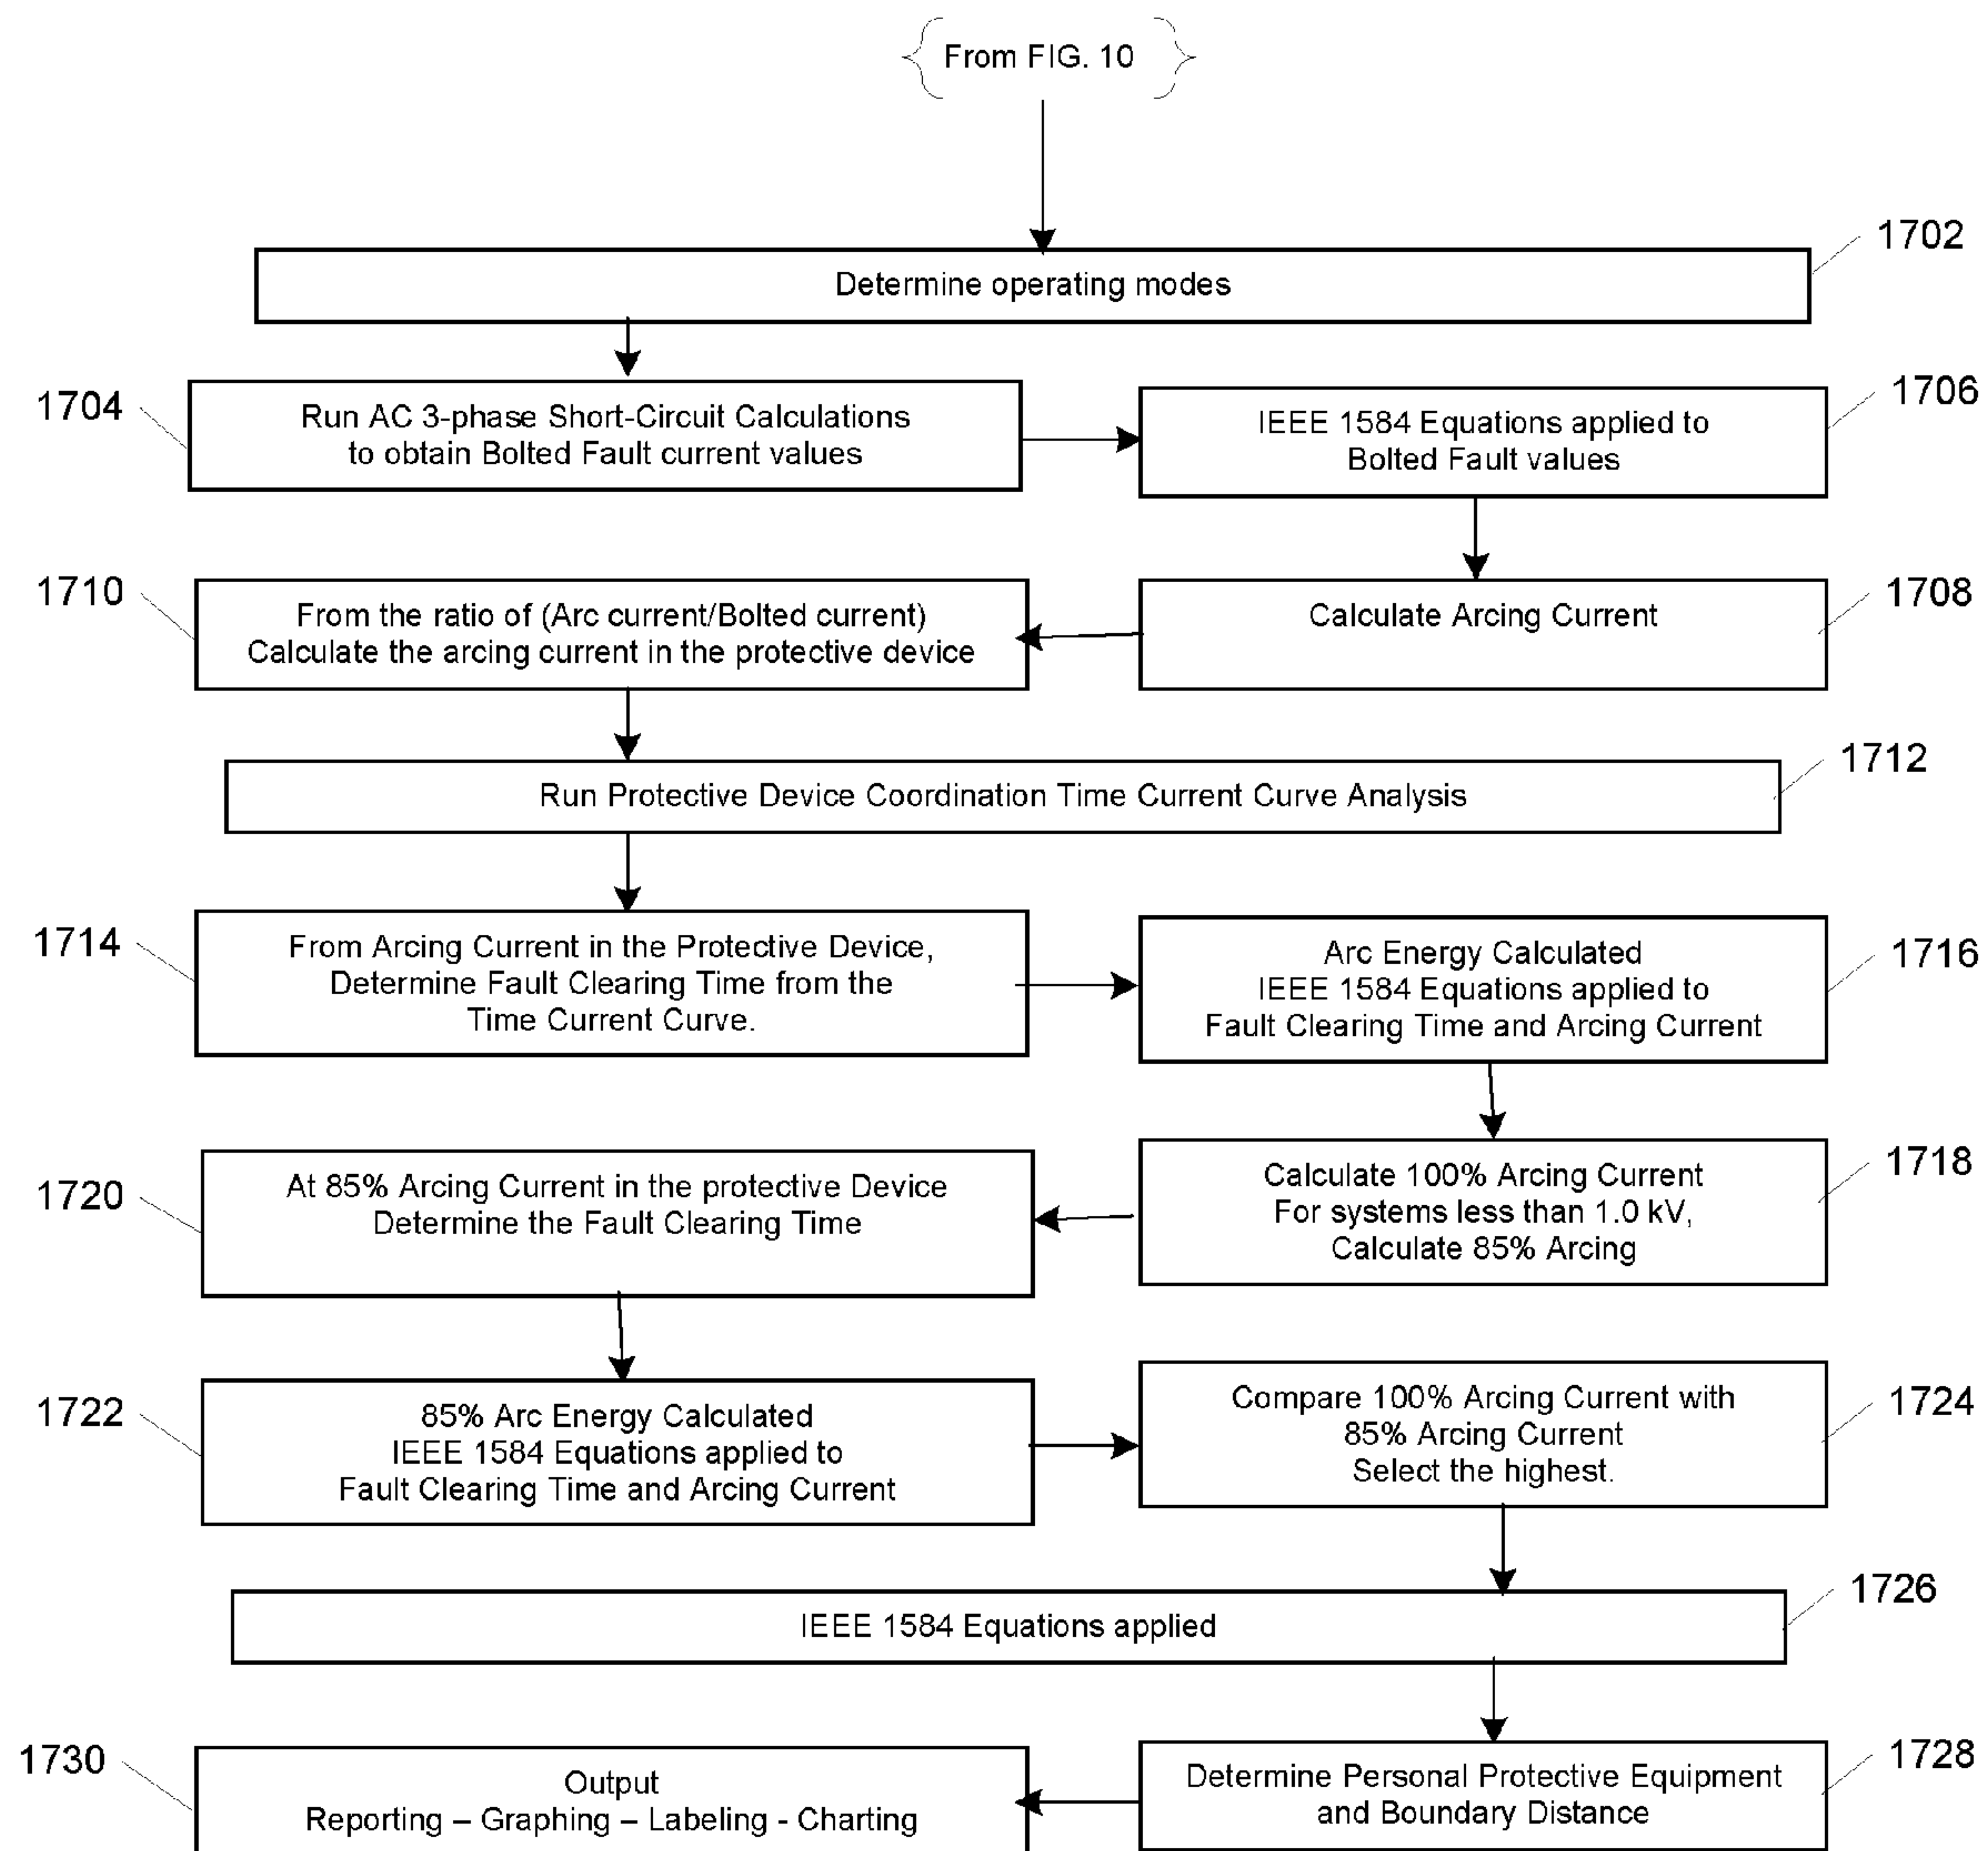 From FIG. 10
1702
Determine operating modes
1704
Run AC 3-phase Short-Circuit Calculations
to obtain Bolted Fault current values
1706
IEEE 1584 Equations applied to
Bolted Fault values
1708
Calculate Arcing Current
1710
From the ratio of (Arc current/Bolted current)
Calculate the arcing current in the protective device
1712
Run Protective Device Coordination Time Current Curve Analysis
1714
From Arcing Current in the Protective Device,
Determine Fault Clearing Time from the
Time Current Curve.
1716
Arc Energy Calculated
IEEE 1584 Equations applied to
Fault Clearing Time and Arcing Current
1718
Calculate 100% Arcing Current
For systems less than 1.0 kV,
Calculate 85% Arcing
1720
At 85% Arcing Current in the protective Device
Determine the Fault Clearing Time
1722
85% Arc Energy Calculated
IEEE 1584 Equations applied to
Fault Clearing Time and Arcing Current
1724
Compare 100% Arcing Current with
85% Arcing Current
Select the highest.
1726
IEEE 1584 Equations applied
1728
Determine Personal Protective Equipment
and Boundary Distance
1730
Output
Reporting – Graphing – Labeling - Charting